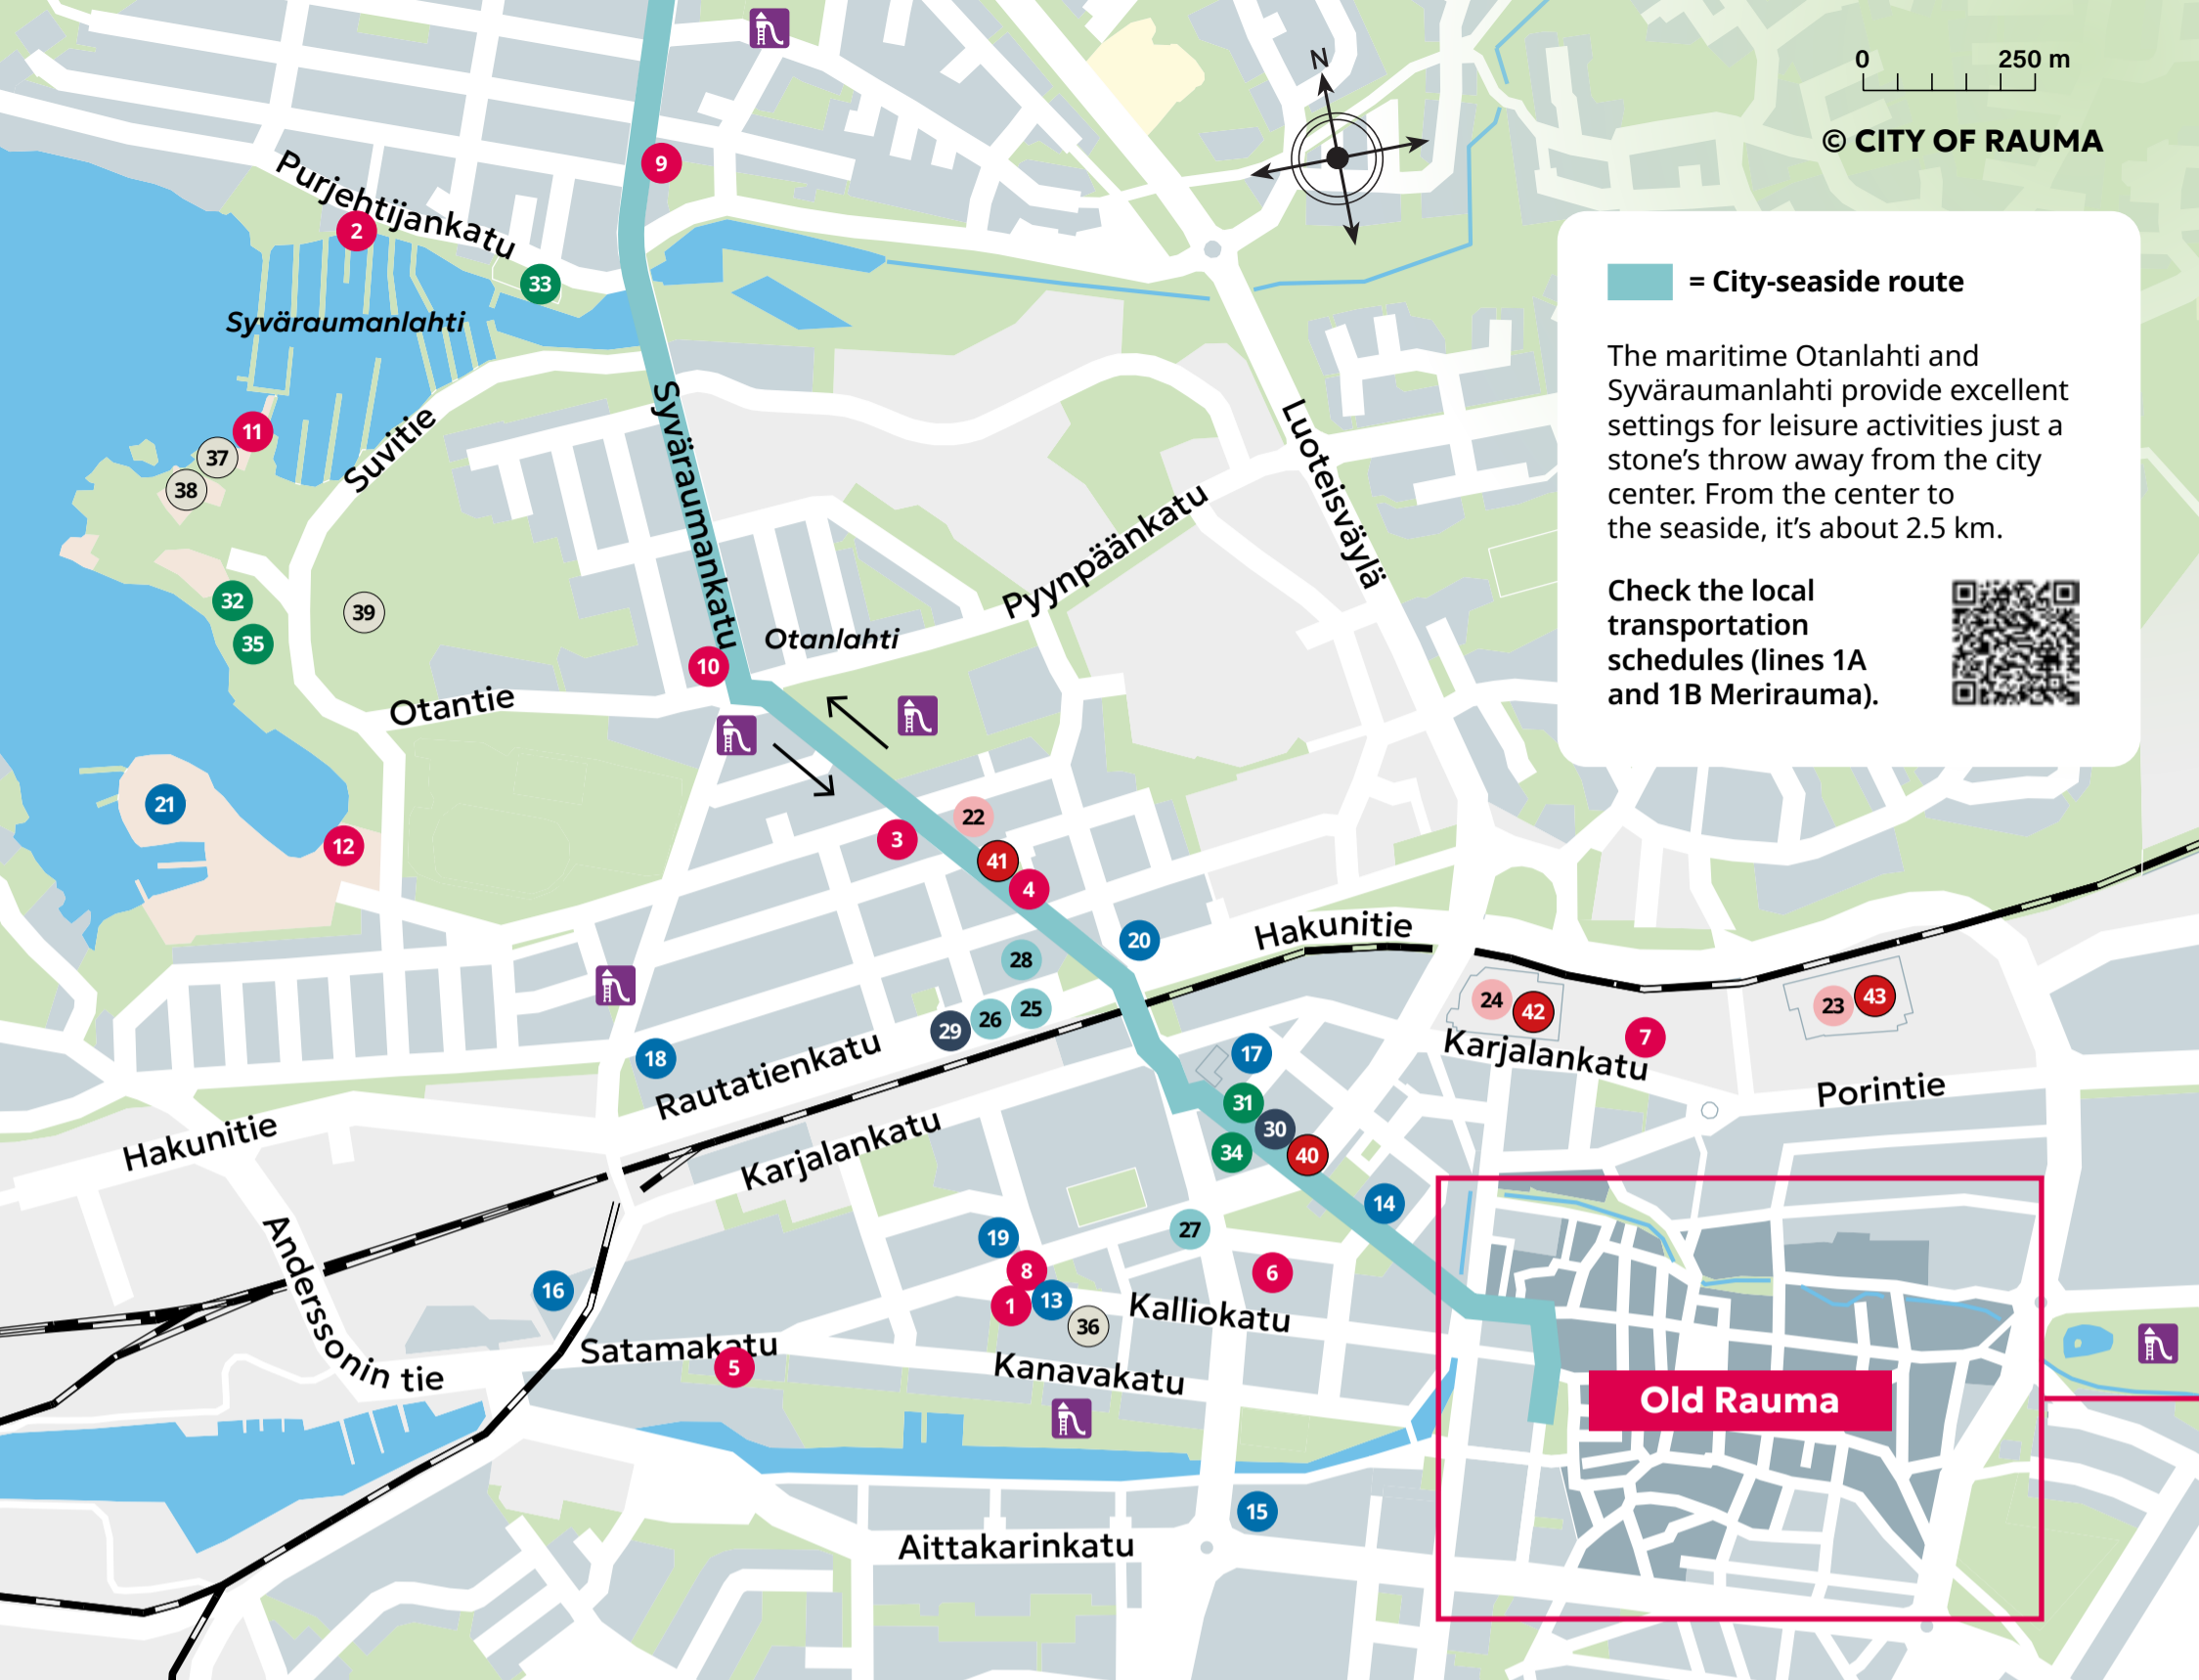 N
0 250 m
© CITY OF RAUMA
9
Purjehtijankatu
2
33
Syväraumanlahti
= City-seaside route
The maritime Otanlahti and
Syväraumanlahti provide excellent
settings for leisure activities just a
stone’s throw away from the city
center. From the center to
the seaside, it’s about 2.5 km.
Check the local
transportation
schedules (lines 1A
and 1B Merirauma).
11
37
38
Suvitie
Syväraumankatu
Luoteisväylä
Pyynpäänkatu
32
35
39
10
Otanlahti
Otantie
21
12
3
22
41
4
20
Hakunitie
28
25
26
29
24
42
7
23
43
Karjalankatu
Porintie
18
Rautatienkatu
17
31
30
34
40
Hakunitie
Karjalankatu
14
27
19
8
1
13
36
6
Kalliokatu
Anderssonin tie
16
Satamakatu
5
Kanavakatu
Old Rauma
15
Aittakarinkatu